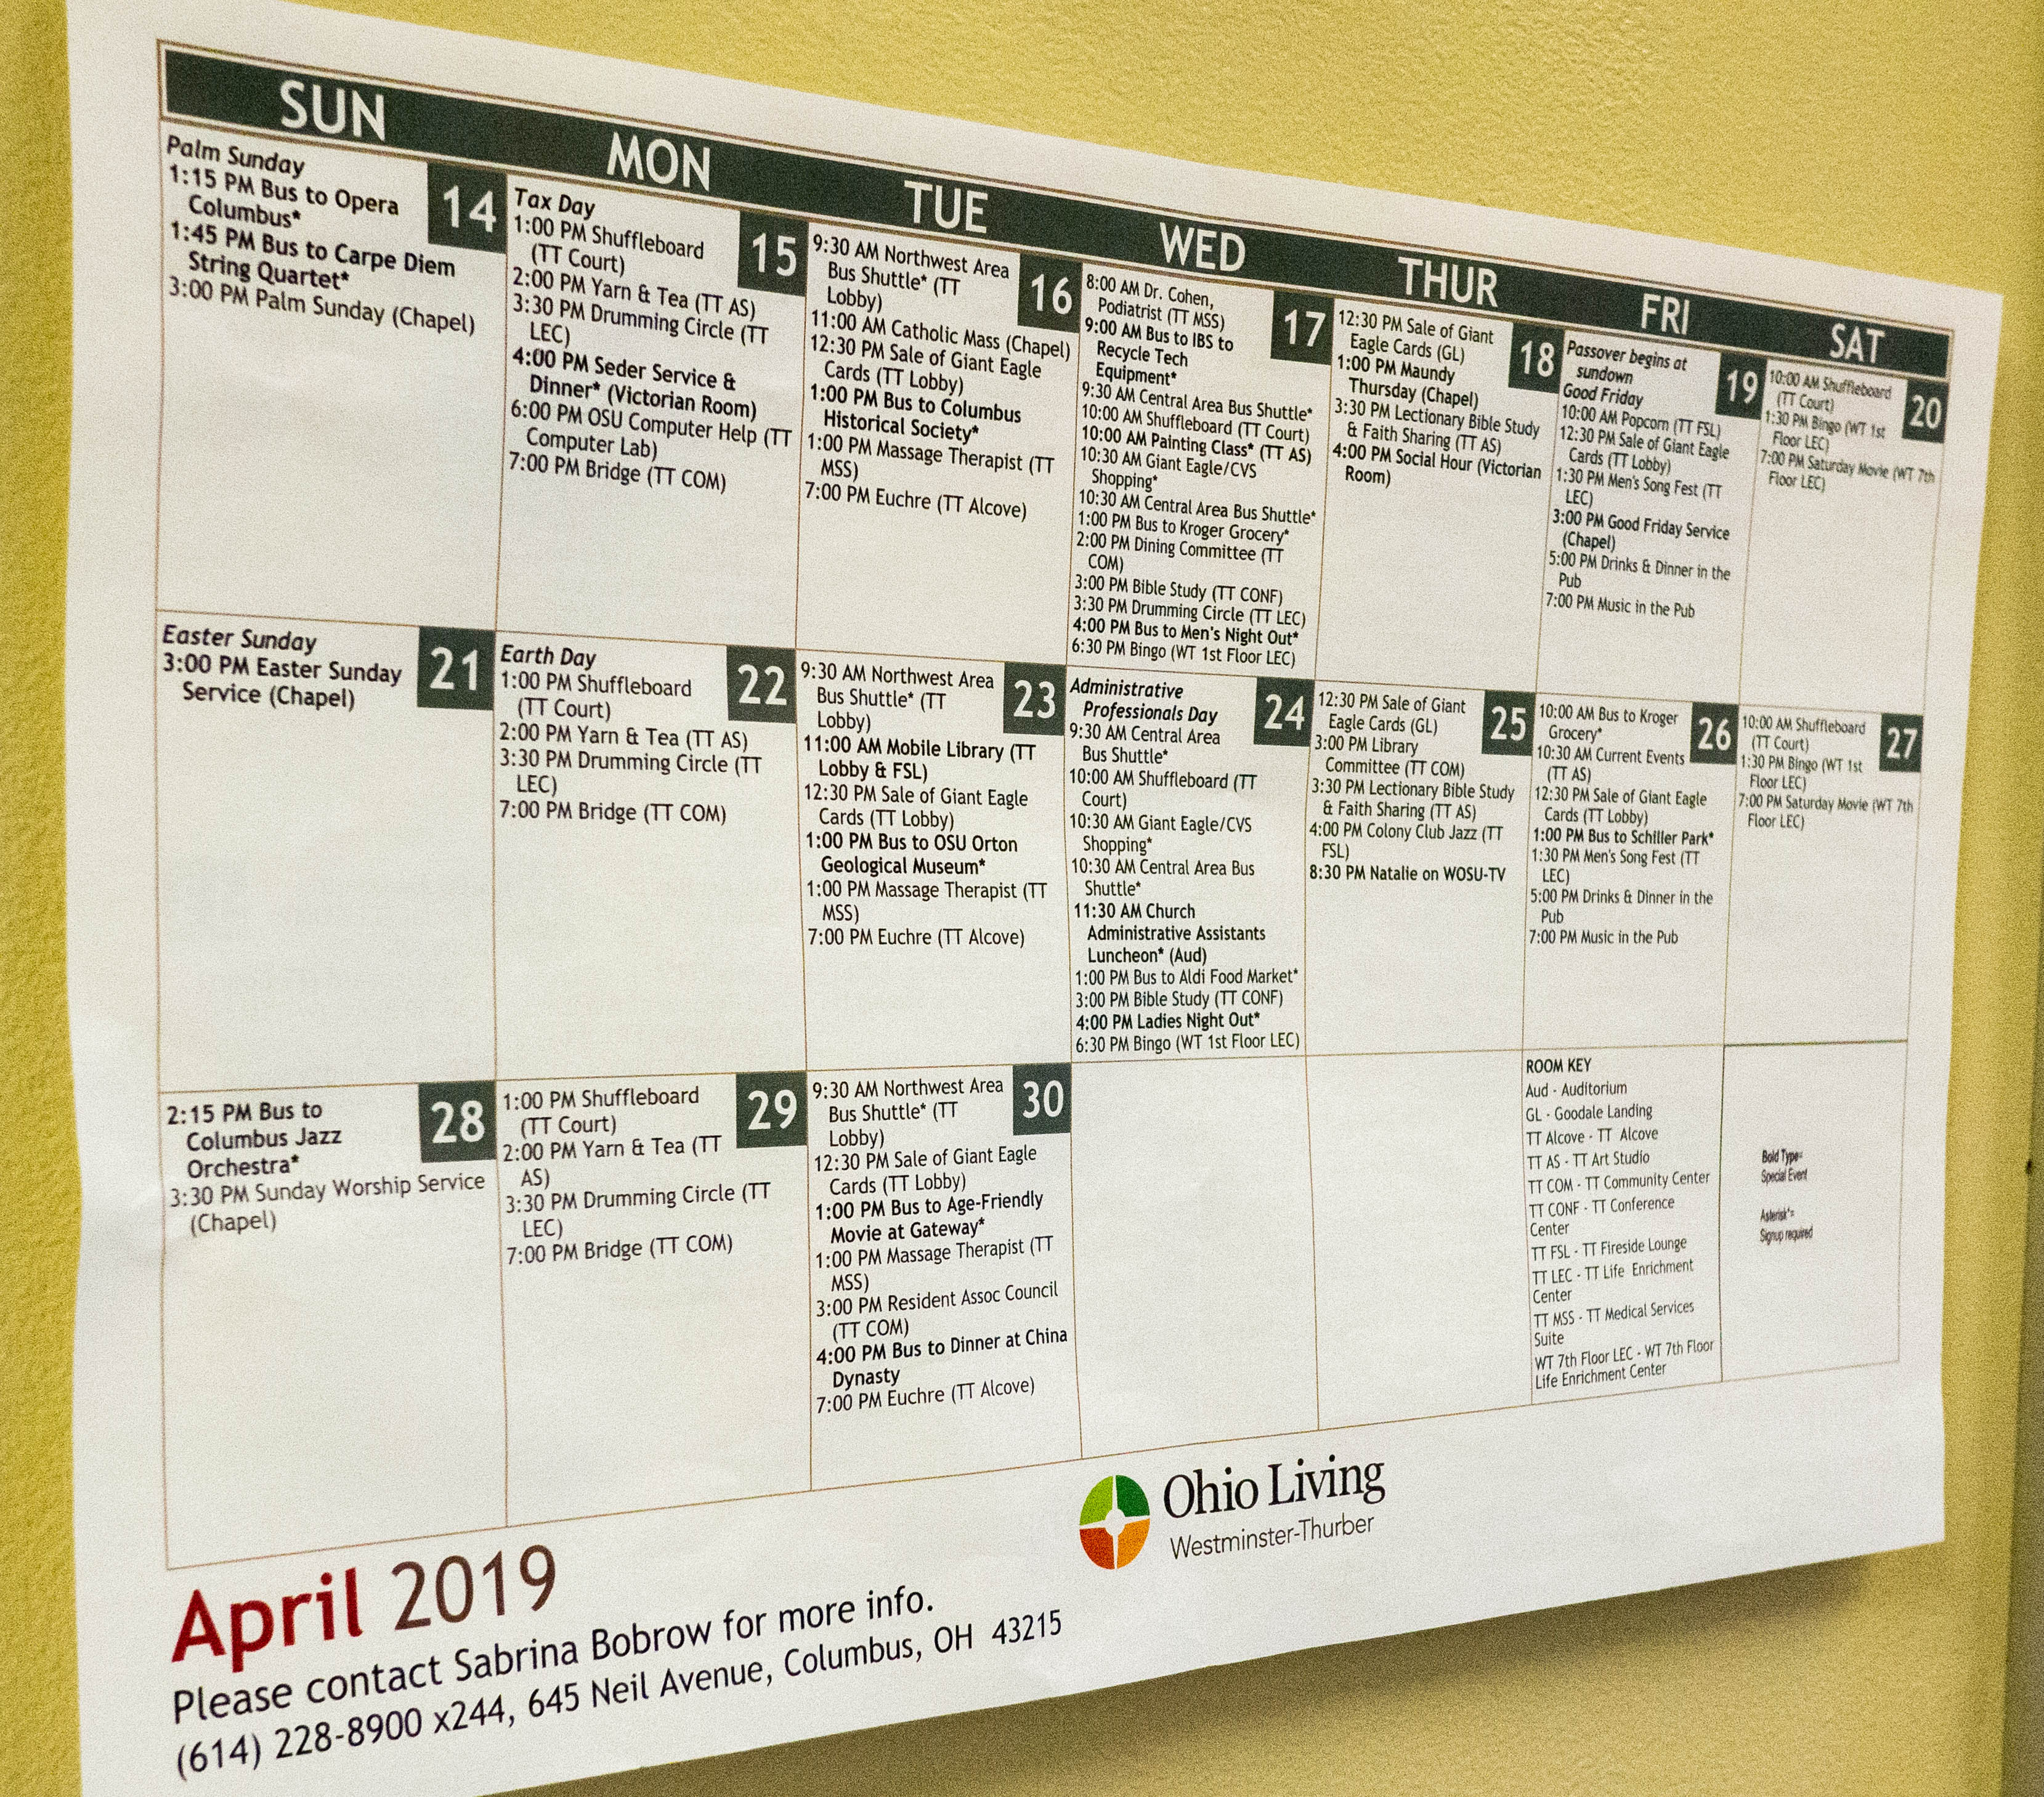 SUN MON TUE WED THUR FRI SAT
Palm Sunday
1:15 PM Bus to Opera
Columbus*
1:45 PM Bus to Carpe Diem
String Quartet*
3:00 PM Palm Sunday (Chapel)
14
Tax Day
1:00 PM Shuffleboard
(TT Court)
2:00 PM Yarn & Tea (TT AS)
3:30 PM Drumming Circle (TT
LEC)
4:00 PM Seder Service &
Dinner* (Victorian Room)
6:00 PM OSU Computer Help (TT
Computer Lab)
7:00 PM Bridge (TT COM)
15
9:30 AM Northwest Area
Bus Shuttle* (TT
Lobby)
11:00 AM Catholic Mass (Chapel)
12:30 PM Sale of Giant Eagle
Cards (TT Lobby)
1:00 PM Bus to Columbus
Historical Society*
1:00 PM Massage Therapist (TT
MSS)
7:00 PM Euchre (TT Alcove)
16
8:00 AM Dr. Cohen,
Podiatrist (TT MSS)
9:00 AM Bus to IBS to
Recycle Tech
Equipment*
9:30 AM Central Area Bus Shuttle*
10:00 AM Shuffleboard (TT Court)
10:00 AM Painting Class* (TT AS)
10:30 AM Giant Eagle/CVS
Shopping*
10:30 AM Central Area Bus Shuttle*
1:00 PM Bus to Kroger Grocery*
2:00 PM Dining Committee (TT
COM)
3:00 PM Bible Study (TT CONF)
3:30 PM Drumming Circle (TT LEC)
4:00 PM Bus to Men's Night Out*
6:30 PM Bingo (WT 1st Floor LEC)
17
12:30 PM Sale of Giant
Eagle Cards (GL)
1:00 PM Maundy
Thursday (Chapel)
3:30 PM Lectionary Bible Study
& Faith Sharing (TT AS)
4:00 PM Social Hour (Victorian
Room)
18
Passover begins at
sundown
Good Friday
10:00 AM Popcorn (TT FSL)
12:30 PM Sale of Giant Eagle
Cards (TT Lobby)
1:30 PM Men's Song Fest (TT
LEC)
3:00 PM Good Friday Service
(Chapel)
5:00 PM Drinks & Dinner in the
Pub
7:00 PM Music in the Pub
19
10:00 AM Shuffleboard
(TT Court)
1:30 PM Bingo (WT 1st
Floor LEC)
7:00 PM Saturday Movie (WT 7th
Floor LEC)
20
Easter Sunday
3:00 PM Easter Sunday
Service (Chapel)
21
Earth Day
1:00 PM Shuffleboard
(TT Court)
2:00 PM Yarn & Tea (TT AS)
3:30 PM Drumming Circle (TT
LEC)
7:00 PM Bridge (TT COM)
22
9:30 AM Northwest Area
Bus Shuttle* (TT
Lobby)
11:00 AM Mobile Library (TT
Lobby & FSL)
12:30 PM Sale of Giant Eagle
Cards (TT Lobby)
1:00 PM Bus to OSU Orton
Geological Museum*
1:00 PM Massage Therapist (TT
MSS)
7:00 PM Euchre (TT Alcove)
23
Administrative
Professionals Day
9:30 AM Central Area
Bus Shuttle*
10:00 AM Shuffleboard (TT
Court)
10:30 AM Giant Eagle/CVS
Shopping*
10:30 AM Central Area Bus
Shuttle*
11:30 AM Church
Administrative Assistants
Luncheon* (Aud)
1:00 PM Bus to Aldi Food Market*
3:00 PM Bible Study (TT CONF)
4:00 PM Ladies Night Out*
6:30 PM Bingo (WT 1st Floor LEC)
24
12:30 PM Sale of Giant
Eagle Cards (GL)
3:00 PM Library
Committee (TT COM)
3:30 PM Lectionary Bible Study
& Faith Sharing (TT AS)
4:00 PM Colony Club Jazz (TT
FSL)
8:30 PM Natalie on WOSU-TV
25
10:00 AM Bus to Kroger
Grocery*
10:30 AM Current Events
(TT AS)
12:30 PM Sale of Giant Eagle
Cards (TT Lobby)
1:00 PM Bus to Schiller Park*
1:30 PM Men's Song Fest (TT
LEC)
5:00 PM Drinks & Dinner in the
Pub
7:00 PM Music in the Pub
26
10:00 AM Shuffleboard
(TT Court)
1:30 PM Bingo (WT 1st
Floor LEC)
7:00 PM Saturday Movie (WT 7th
Floor LEC)
27
2:15 PM Bus to
Columbus Jazz
Orchestra*
3:30 PM Sunday Worship Service
(Chapel)
28
1:00 PM Shuffleboard
(TT Court)
2:00 PM Yarn & Tea (TT
AS)
3:30 PM Drumming Circle (TT
LEC)
7:00 PM Bridge (TT COM)
29
9:30 AM Northwest Area
Bus Shuttle* (TT
Lobby)
12:30 PM Sale of Giant Eagle
Cards (TT Lobby)
1:00 PM Bus to Age-Friendly
Movie at Gateway*
1:00 PM Massage Therapist (TT
MSS)
3:00 PM Resident Assoc Council
(TT COM)
4:00 PM Bus to Dinner at China
Dynasty
7:00 PM Euchre (TT Alcove)
30
ROOM KEY
Aud - Auditorium
GL - Goodale Landing
TT Alcove - TT Alcove
TT AS - TT Art Studio
TT COM - TT Community Center
TT CONF - TT Conference
Center
TT FSL - TT Fireside Lounge
TT LEC - TT Life Enrichment
Center
TT MSS - TT Medical Services
Suite
WT 7th Floor LEC - WT 7th Floor
Life Enrichment Center
Bold Type=
Special Event
Asterisk*=
Signup required
Ohio Living
Westminster-Thurber
April 2019
Please contact Sabrina Bobrow for more info.
(614) 228-8900 x244, 645 Neil Avenue, Columbus, OH 43215